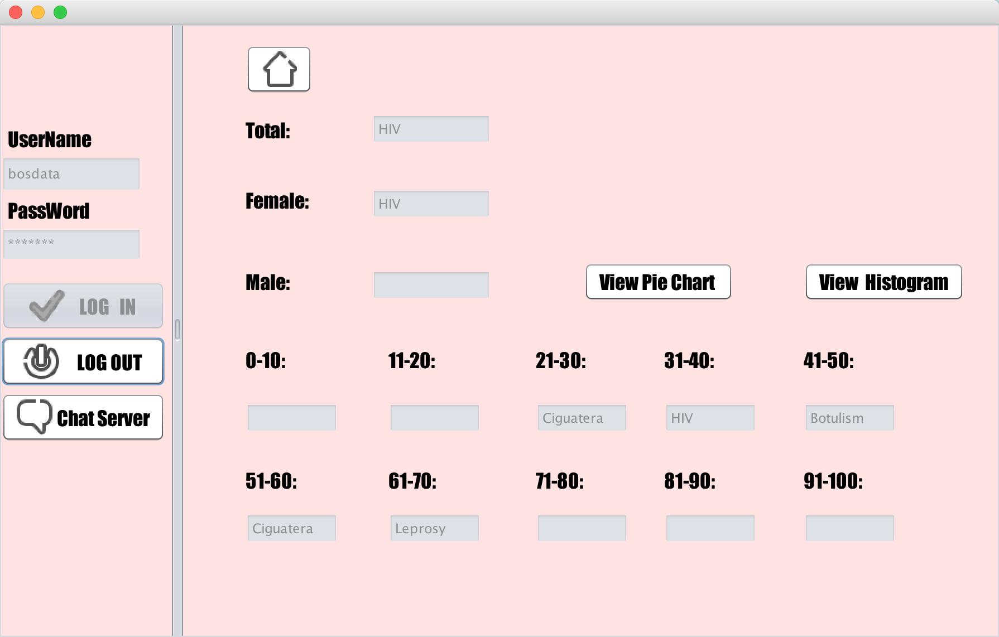 UserName
bosdata
PassWord
*******
LOG IN
LOG OUT
Chat Server
Total: HIV
Female: HIV
Male:
View Pie Chart View Histogram
0-10: 11-20: 21-30: 31-40: 41-50:
Ciguatera HIV Botulism
51-60: 61-70: 71-80: 81-90: 91-100:
Ciguatera Leprosy